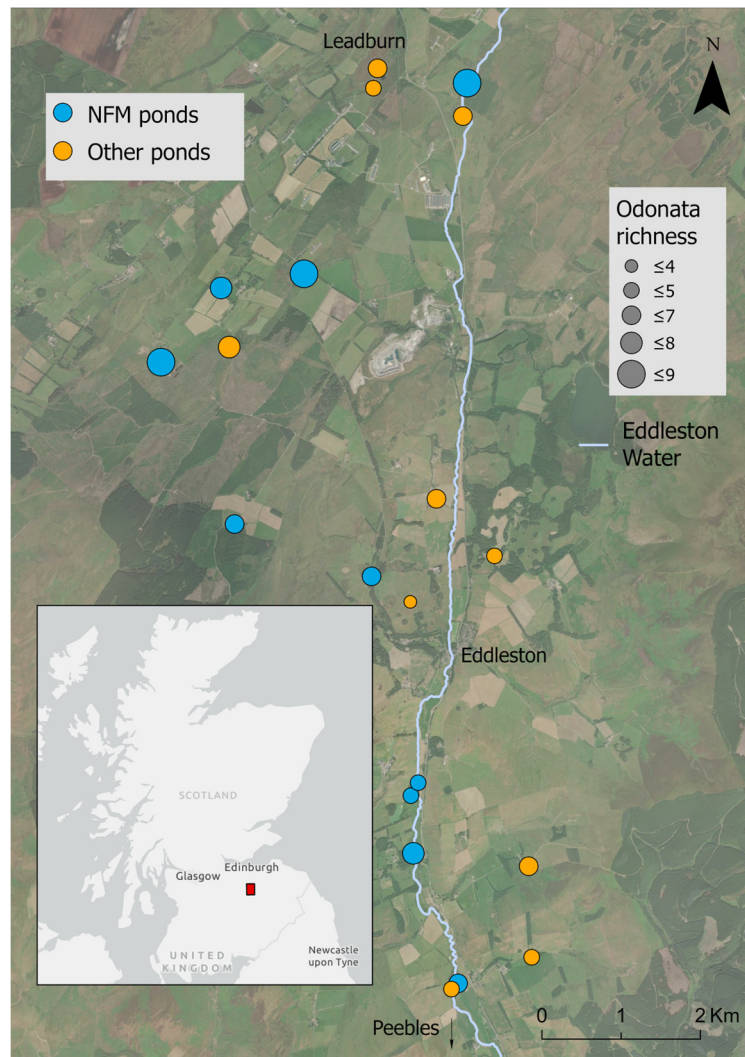 Leadburn
N
NFM ponds
Other ponds
Odonata
richness
≤4
≤5
≤7
≤8
≤9
Eddleston
Water
Eddleston
SCOTLAND
Edinburgh
Glasgow
UNITED
KINGDOM
Newcastle
upon Tyne
Peebles
0 1 2 Km